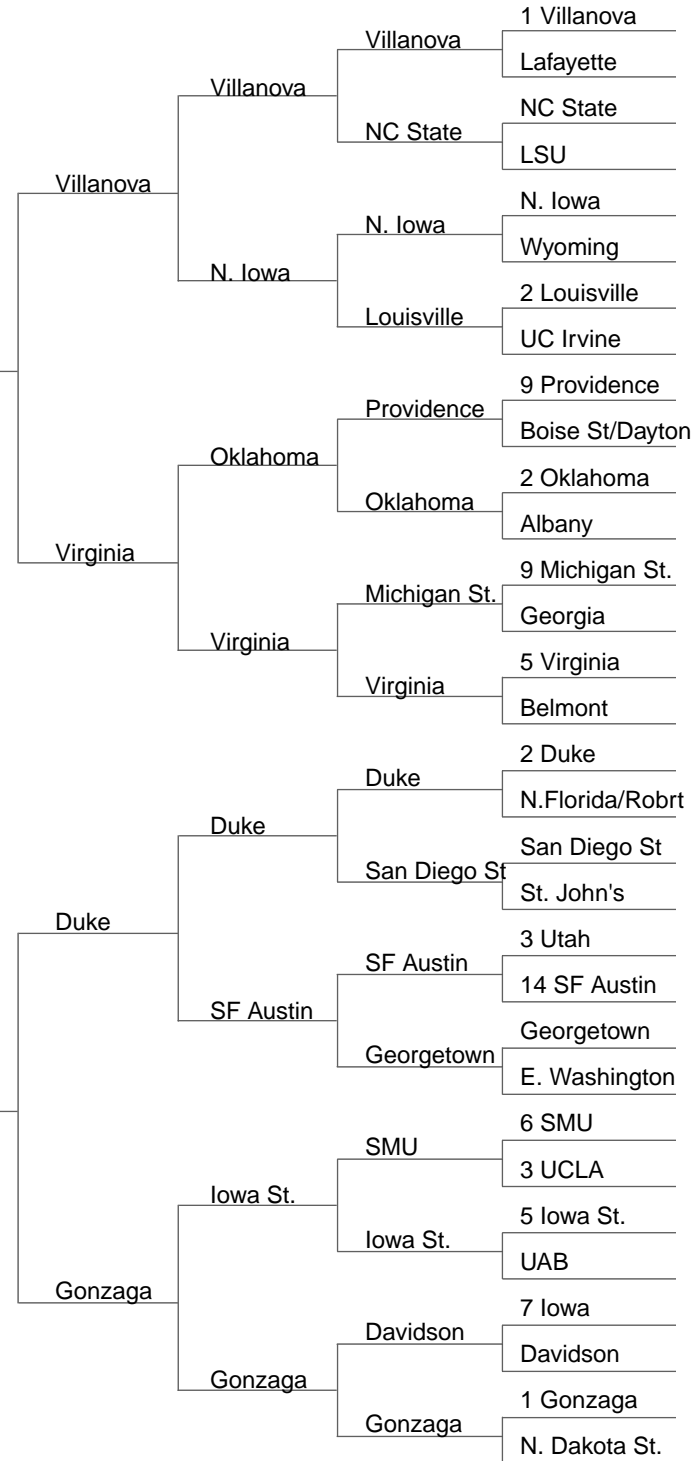 1 Villanova
Villanova
Lafayette
Villanova
NC State
NC State
LSU
Villanova
N. Iowa
N. Iowa
Wyoming
N. Iowa
2 Louisville
Louisville
UC Irvine
9 Providence
Providence
Boise St/Dayton
Oklahoma
2 Oklahoma
Oklahoma
Albany
Virginia
9 Michigan St.
Michigan St.
Georgia
Virginia
5 Virginia
Virginia
Belmont
2 Duke
Duke
N.Florida/Robrt
Duke
San Diego St
San Diego St
St. John's
Duke
3 Utah
SF Austin
14 SF Austin
SF Austin
Georgetown
Georgetown
E. Washington
6 SMU
SMU
3 UCLA
Iowa St.
5 Iowa St.
Iowa St.
UAB
Gonzaga
7 Iowa
Davidson
Davidson
Gonzaga
1 Gonzaga
Gonzaga
N. Dakota St.